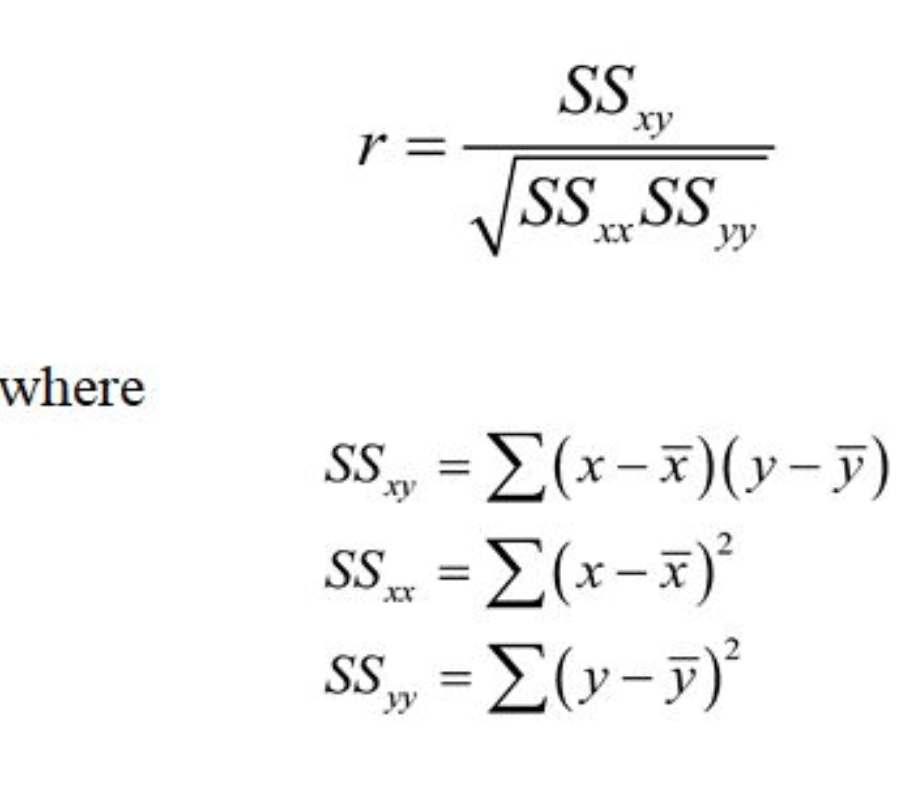 r = SS_xy / √(SS_xx SS_yy)
where
SS_xy = ∑(x − x̅)(y − y̅)
SS_xx = ∑(x − x̅)²
SS_yy = ∑(y − y̅)²